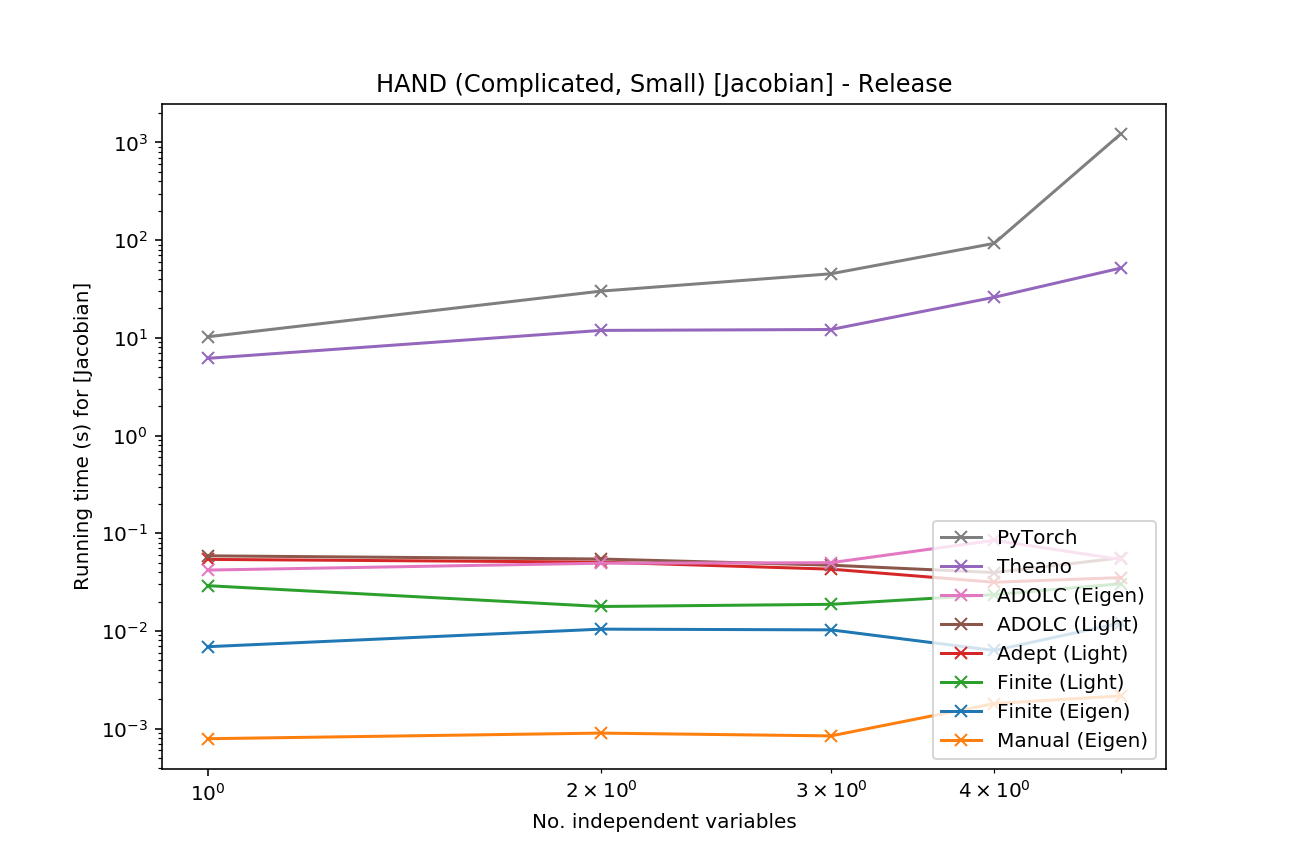 HAND (Complicated, Small) [Jacobian] - Release
Running time (s) for [Jacobian]
10³
10²
10¹
10⁰
10⁻¹
10⁻²
10⁻³
PyTorch
Theano
ADOLC (Eigen)
ADOLC (Light)
Adept (Light)
Finite (Light)
Finite (Eigen)
Manual (Eigen)
10⁰ 2 × 10⁰ 3 × 10⁰ 4 × 10⁰
No. independent variables